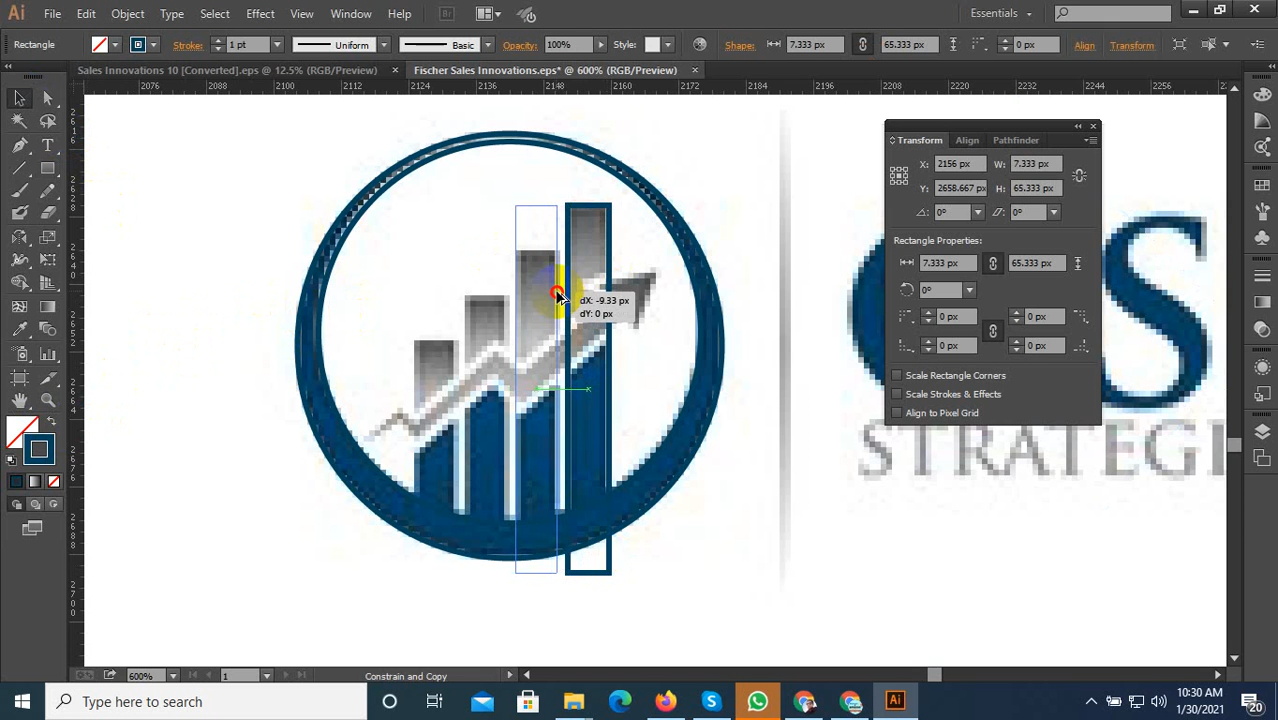 Ai File Edit Object Type Select Effect View Window Help Br Essentials
Rectangle Stroke: 1 pt Uniform Basic Opacity: 100% Style: Shape: 7.333 px 65.333 px 0 px Align Transform
Sales Innovations 10 [Converted].eps @ 12.5% (RGB/Preview) × Fischer Sales Innovations.eps* @ 600% (RGB/Preview) ×
2076 2088 2100 2112 2124 2136 2148 2160 2172 2184 2196 2208 2220 2232 2244 2256
Transform Align Pathfinder
X: 2156 px W: 7.333 px
Y: 2658.667 px H: 65.333 px
0° 0°
Rectangle Properties:
7.333 px 65.333 px
0°
0 px 0 px
0 px 0 px
Scale Rectangle Corners
Scale Strokes & Effects
Align to Pixel Grid
dX: -9.33 px
dY: 0 px
S
STRATEGI
600% 1 Constrain and Copy
Type here to search
Ai
10:30 AM
1/30/2021
20